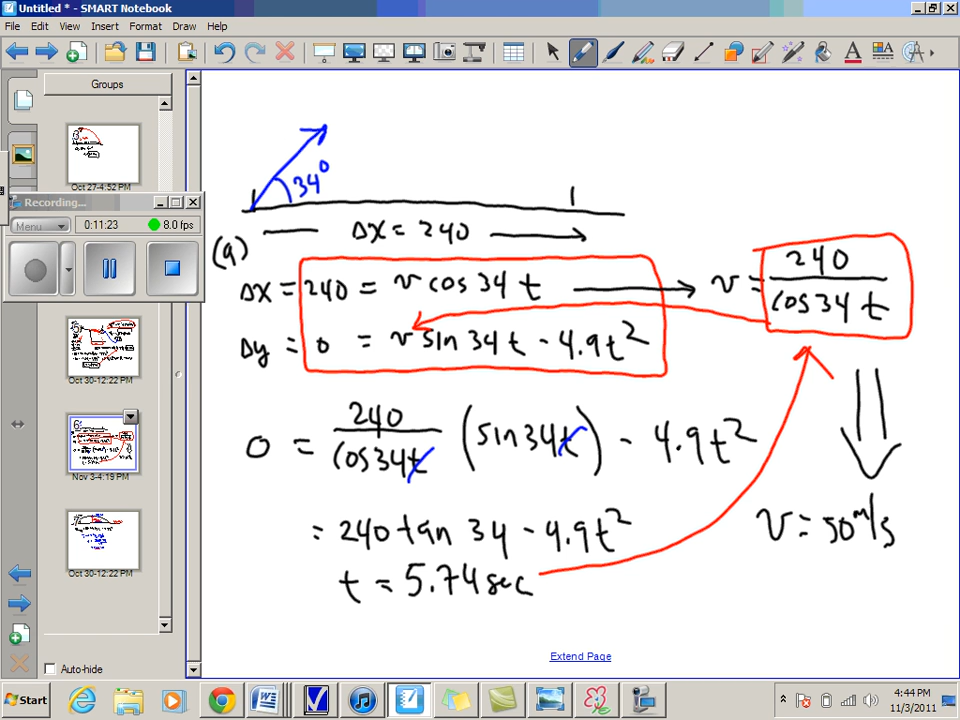 Untitled * - SMART Notebook
File Edit View Insert Format Draw Help
Groups
Oct 27-4:52 PM
Recording...
Menu 0:11:23 8.0 fps
Oct 30-12:22 PM
Nov 3-4:19 PM
Oct 30-12:22 PM
Auto-hide
34°
Δx = 240
(a)
Δx = 240 = v cos 34 t
v = 240 / cos 34 t
Δy = 0 = v sin 34 t - 4.9t²
0 = 240 / cos 34t (sin 34t) - 4.9t²
= 240 tan 34 - 4.9t²
v = 50 m/s
t = 5.74 sec
Extend Page
Start
4:44 PM
11/3/2011